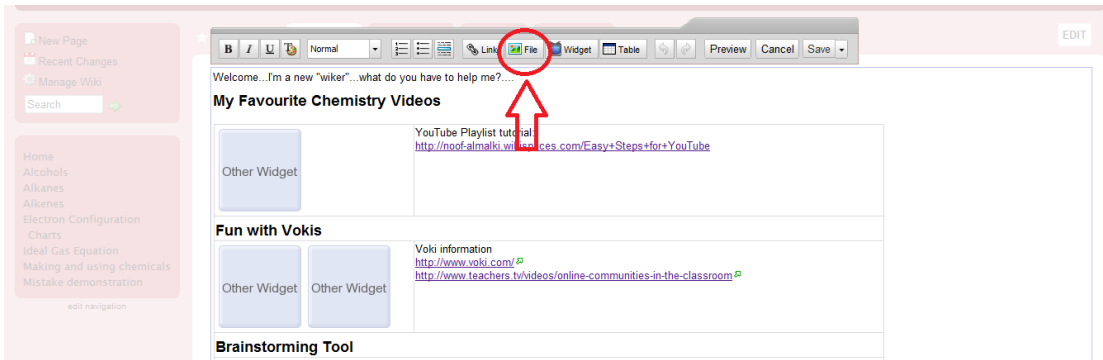 New Page
Recent Changes
Manage Wiki
Search
Home
Alcohols
Alkanes
Alkenes
Electron Configuration
Charts
Ideal Gas Equation
Making and using chemicals
Mistake demonstration
edit navigation
B I U Normal Link File Widget Table Preview Cancel Save
EDIT
Welcome...I'm a new "wiker"...what do you have to help me?....
My Favourite Chemistry Videos
Other Widget
YouTube Playlist tutorial:
http://noof-almalki.wikispaces.com/Easy+Steps+for+YouTube
Fun with Vokis
Other Widget Other Widget
Voki information
http://www.voki.com/
http://www.teachers.tv/videos/online-communities-in-the-classroom
Brainstorming Tool